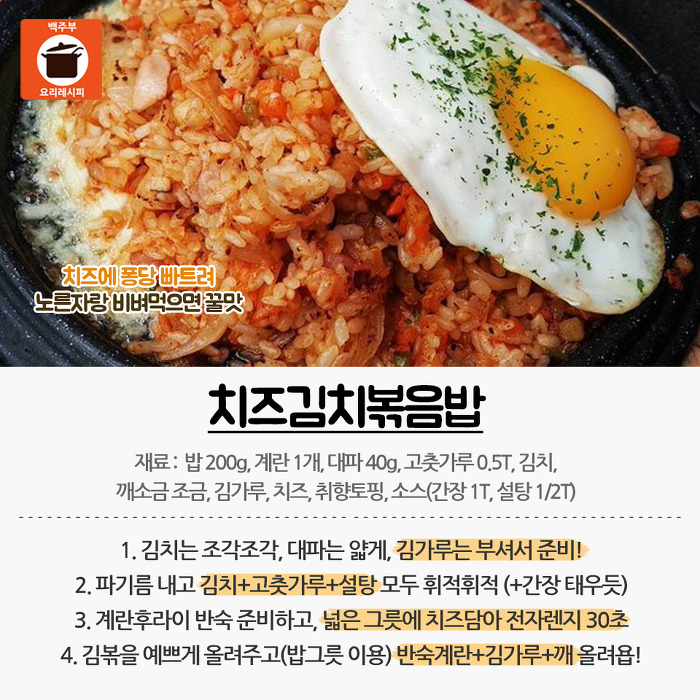 백주부
요리레시피
치즈에 퐁당 빠트려
노른자랑 비벼먹으면 꿀맛
치즈김치볶음밥
재료 : 밥 200g, 계란 1개, 대파 40g, 고춧가루 0.5T, 김치,
깨소금 조금, 김가루, 치즈, 취향토핑, 소스(간장 1T, 설탕 1/2T)
1. 김치는 조각조각, 대파는 얇게, 김가루는 부셔서 준비!
2. 파기름 내고 김치+고춧가루+설탕 모두 휘적휘적 (+간장 태우듯)
3. 계란후라이 반숙 준비하고, 넓은 그릇에 치즈담아 전자렌지 30초
4. 김볶을 예쁘게 올려주고(밥그릇 이용) 반숙계란+김가루+깨 올려욥!